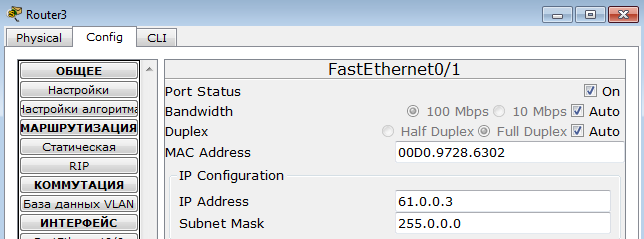 Router3
Physical Config CLI
ОБЩЕЕ
Настройки
Настройки алгоритма
МАРШРУТИЗАЦИЯ
Статическая
RIP
КОММУТАЦИЯ
База данных VLAN
ИНТЕРФЕЙС
FastEthernet0/1
Port Status On
Bandwidth 100 Mbps 10 Mbps Auto
Duplex Half Duplex Full Duplex Auto
MAC Address 00D0.9728.6302
IP Configuration
IP Address 61.0.0.3
Subnet Mask 255.0.0.0